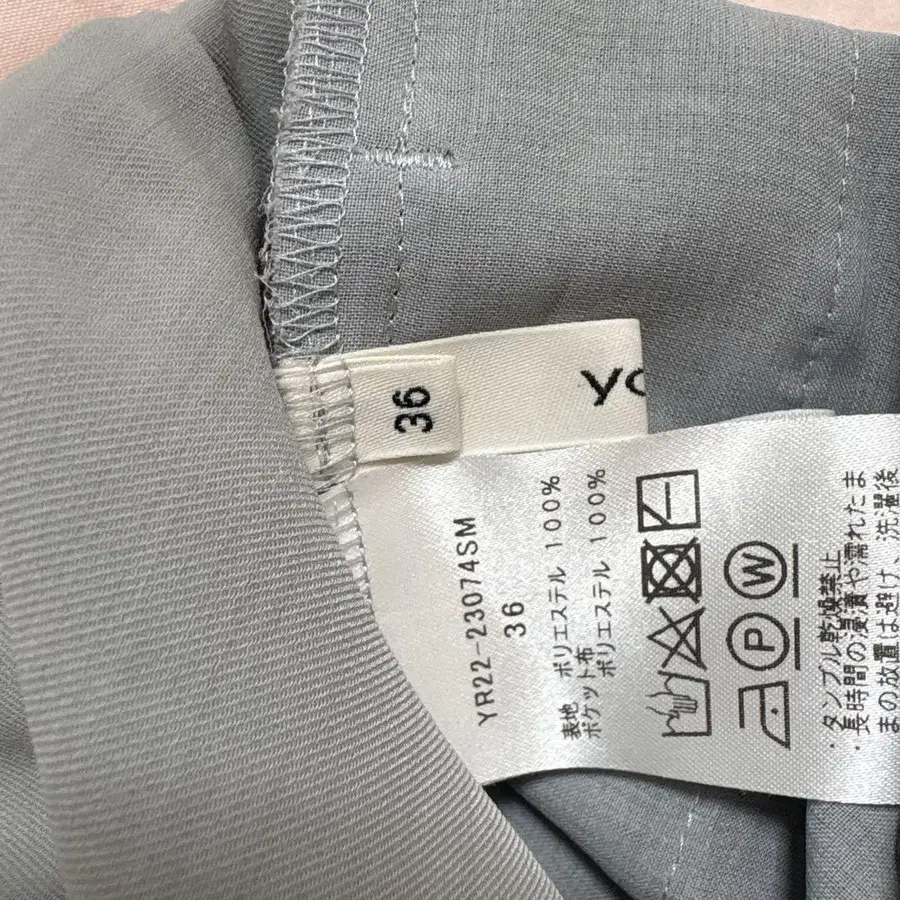 36
YO
YR22-23074SM
36
表地 ポリエステル 100%
ポケット布
ポリエステル 100%
P W
・タンブル乾燥禁止
・長時間の浸漬や濡れたま
まの放置は避け、洗濯後